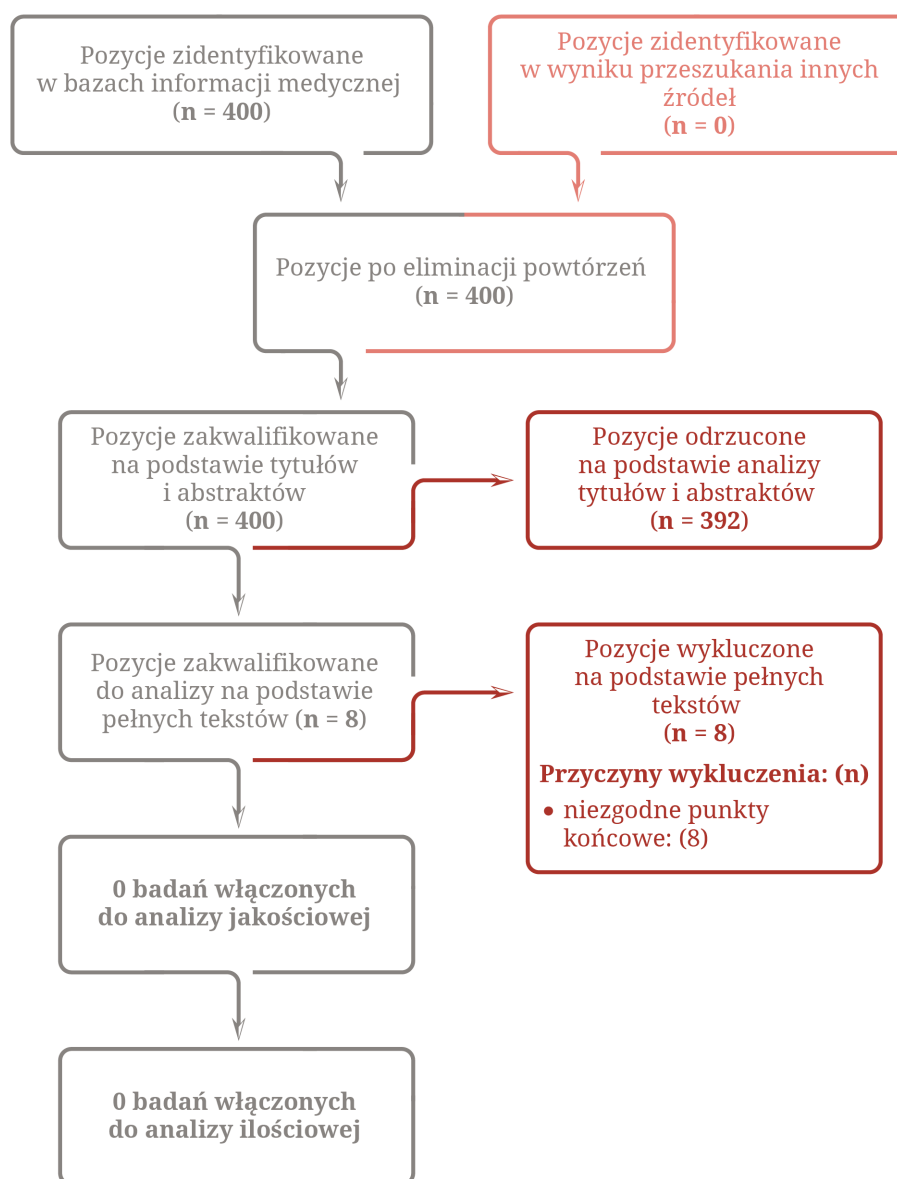 Pozycje zidentyfikowane
w bazach informacji medycznej
(n = 400)
Pozycje zidentyfikowane
w wyniku przeszukania innych
źródeł
(n = 0)
Pozycje po eliminacji powtórzeń
(n = 400)
Pozycje zakwalifikowane
na podstawie tytułów
i abstraktów
(n = 400)
Pozycje odrzucone
na podstawie analizy
tytułów i abstraktów
(n = 392)
Pozycje zakwalifikowane
do analizy na podstawie
pełnych tekstów (n = 8)
Pozycje wykluczone
na podstawie pełnych
tekstów
(n = 8)
Przyczyny wykluczenia: (n)
• niezgodne punkty
końcowe: (8)
0 badań włączonych
do analizy jakościowej
0 badań włączonych
do analizy ilościowej